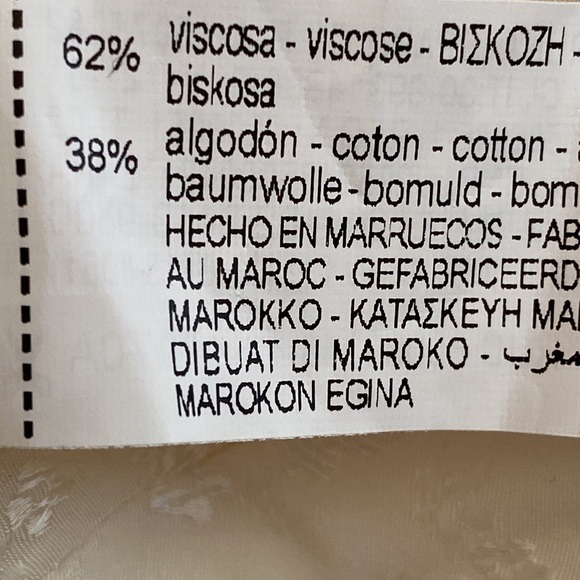 62% viscosa - viscose - ΒΙΣΚΟΖΗ -
biskosa
38% algodón - coton - cotton -
baumwolle - bomuld - bom
HECHO EN MARRUECOS - FAB
AU MAROC - GEFABRICEERD
MAROKKO - ΚΑΤΑΣΚΕΥΗ ΜΑ
DIBUAT DI MAROKO -
MAROKON EGINA